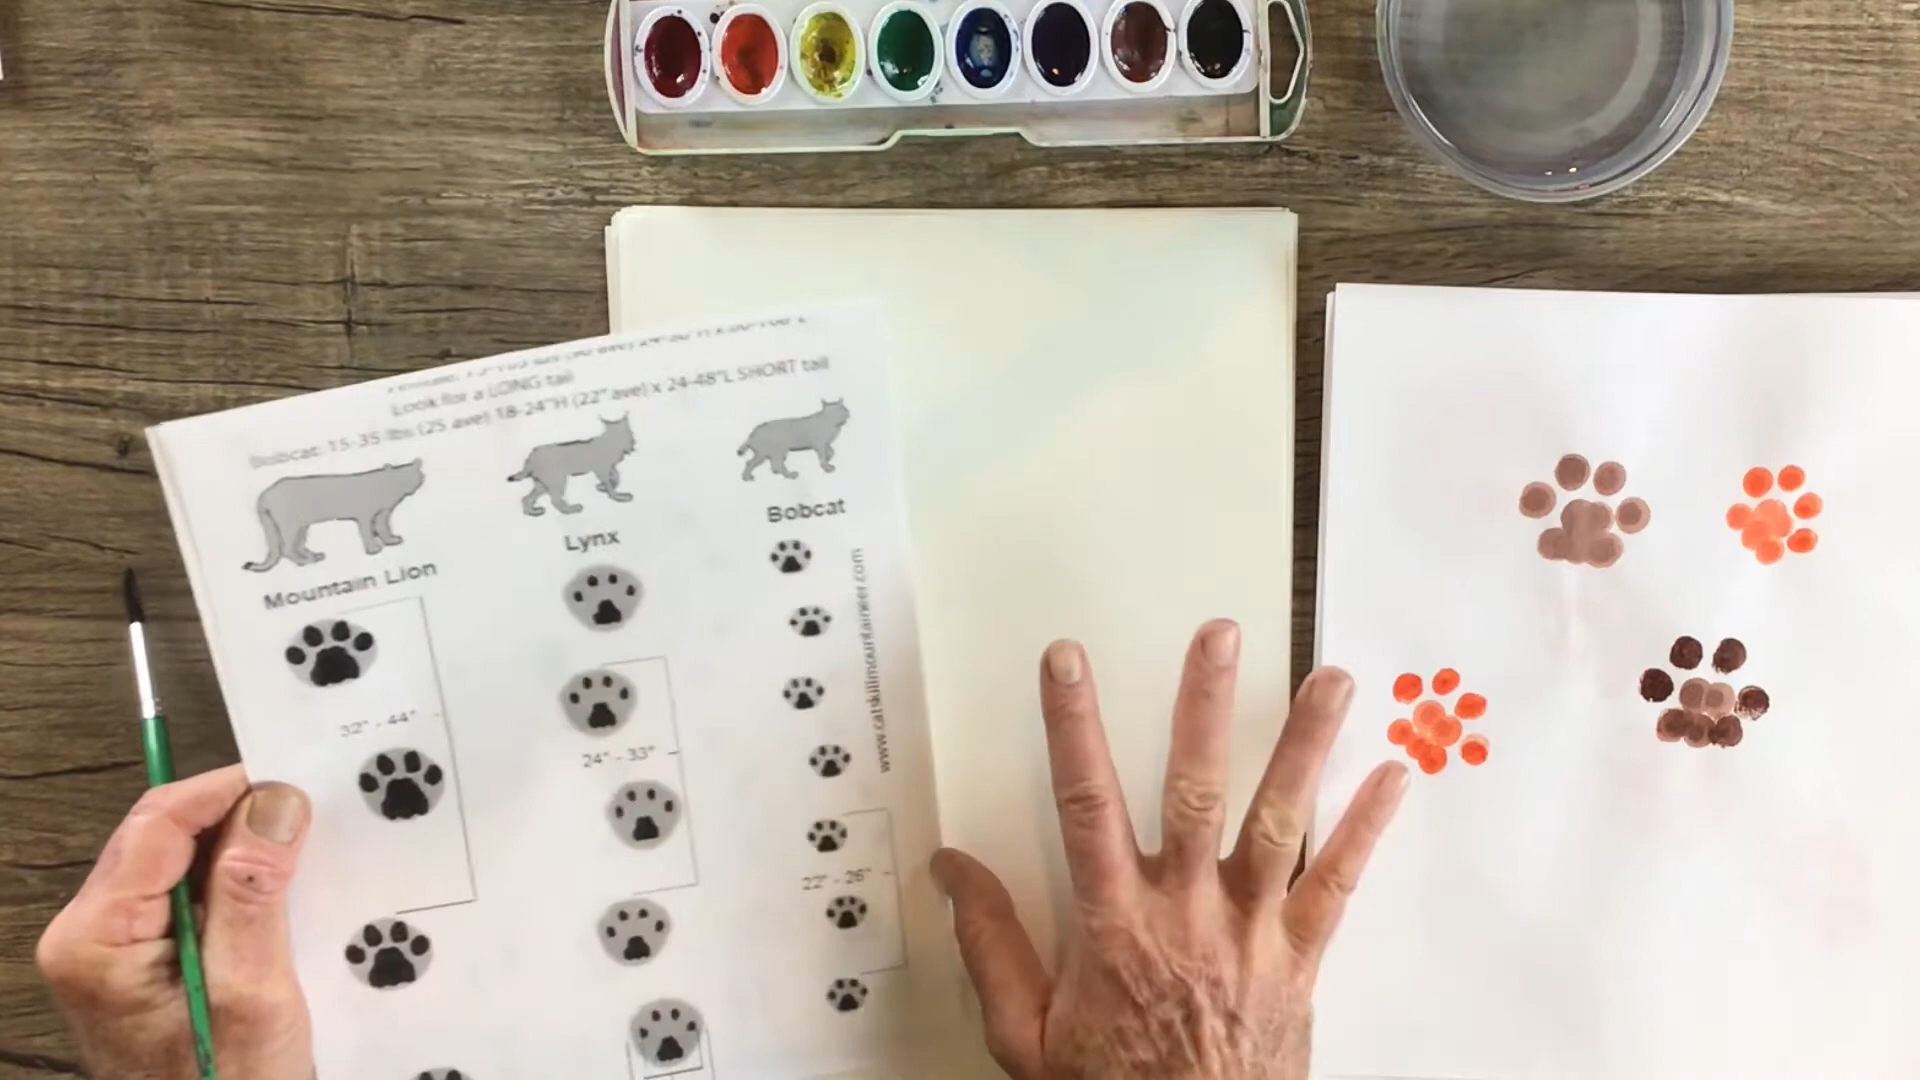 Look for a LONG tail
Bobcat: 15-35 lbs (25 ave) 18-24"H (22" ave) x 24-48"L SHORT tail
Mountain Lion
Lynx
Bobcat
32" - 44"
24" - 33"
22" - 26"
www.catskillmountaineer.com